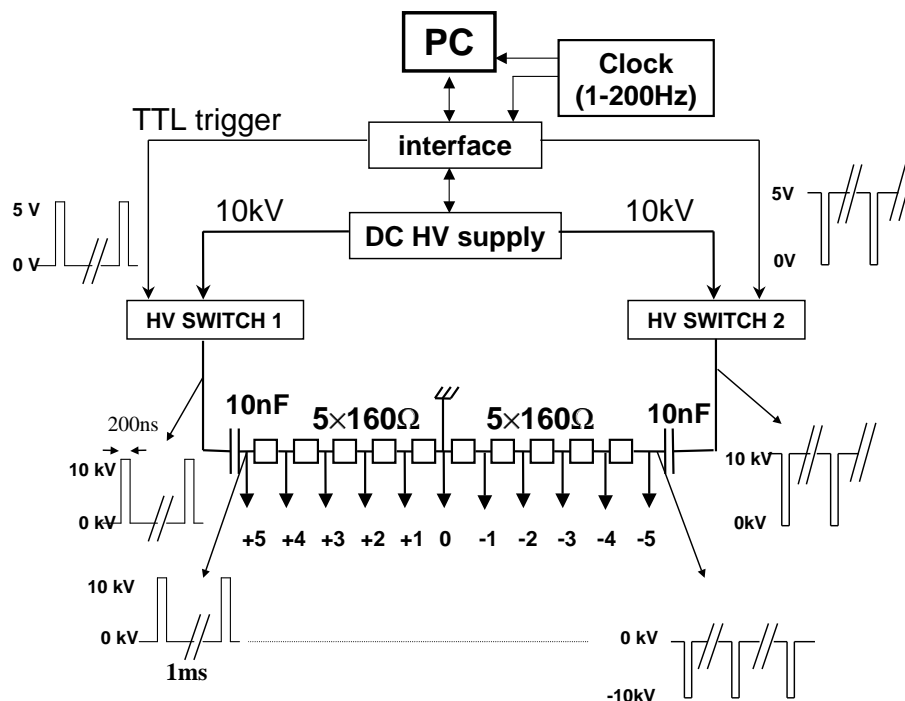 PC
Clock
(1-200Hz)
TTL trigger
interface
5 V
0 V
10kV
DC HV supply
10kV
5V
0V
HV SWITCH 1
HV SWITCH 2
10nF
5×160Ω
5×160Ω
10nF
200ns
10 kV
0 kV
10 kV
0kV
+5 +4 +3 +2 +1 0 -1 -2 -3 -4 -5
10 kV
0 kV
1ms
0 kV
-10kV